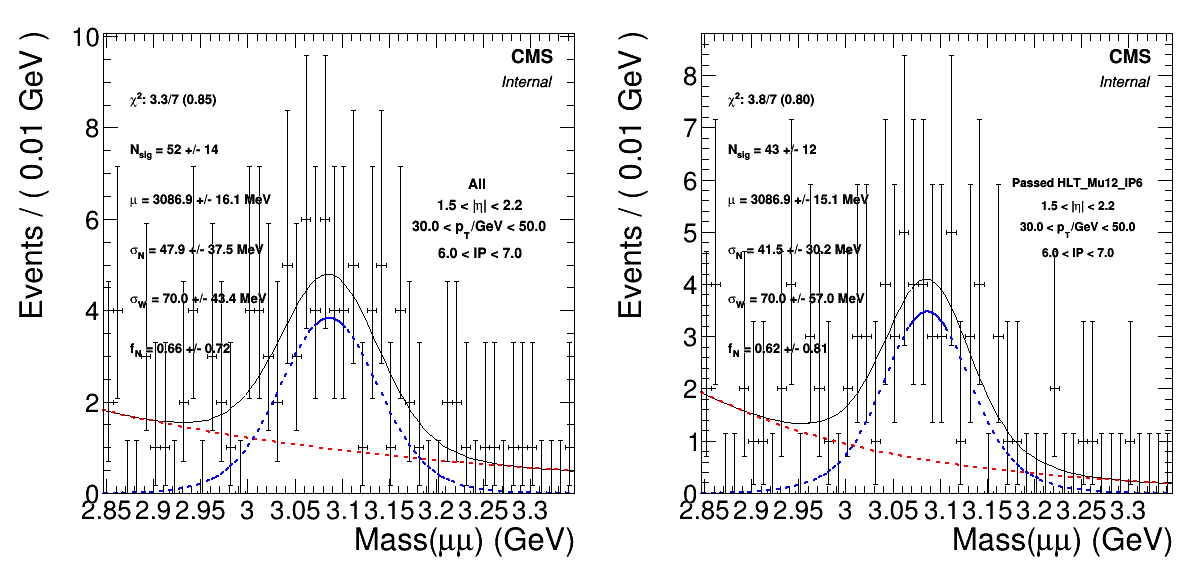 Events / ( 0.01 GeV )
10
8
6
4
2
0
CMS
Internal
χ²: 3.3/7 (0.85)
N_sig = 52 +/- 14
μ = 3086.9 +/- 16.1 MeV
σ_N = 47.9 +/- 37.5 MeV
σ_W = 70.0 +/- 43.4 MeV
f_N = 0.66 +/- 0.72
All
1.5 < |η| < 2.2
30.0 < p_T/GeV < 50.0
6.0 < IP < 7.0
2.85 2.9 2.95 3 3.05 3.1 3.15 3.2 3.25 3.3
Mass(μμ) (GeV)
Events / ( 0.01 GeV )
8
7
6
5
4
3
2
1
0
CMS
Internal
χ²: 3.8/7 (0.80)
N_sig = 43 +/- 12
μ = 3086.9 +/- 15.1 MeV
σ_N = 41.5 +/- 30.2 MeV
σ_W = 70.0 +/- 57.0 MeV
f_N = 0.62 +/- 0.81
Passed HLT_Mu12_IP6
1.5 < |η| < 2.2
30.0 < p_T/GeV < 50.0
6.0 < IP < 7.0
2.85 2.9 2.95 3 3.05 3.1 3.15 3.2 3.25 3.3
Mass(μμ) (GeV)